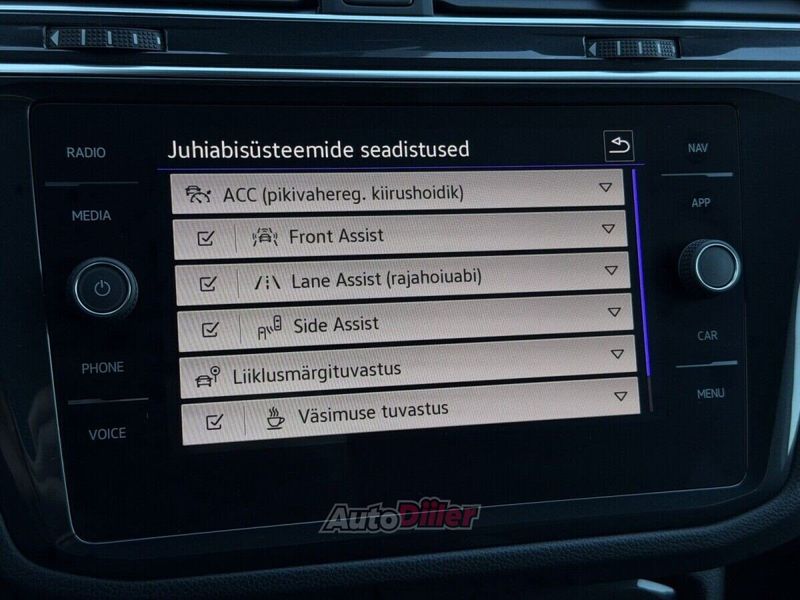 RADIO
MEDIA
PHONE
VOICE
Juhiabisüsteemide seadistused
ACC (pikivahereg. kiirushoidik)
Front Assist
Lane Assist (rajahoiuabi)
Side Assist
Liiklusmärgituvastus
Väsimuse tuvastus
NAV
APP
CAR
MENU
AutoDiiler